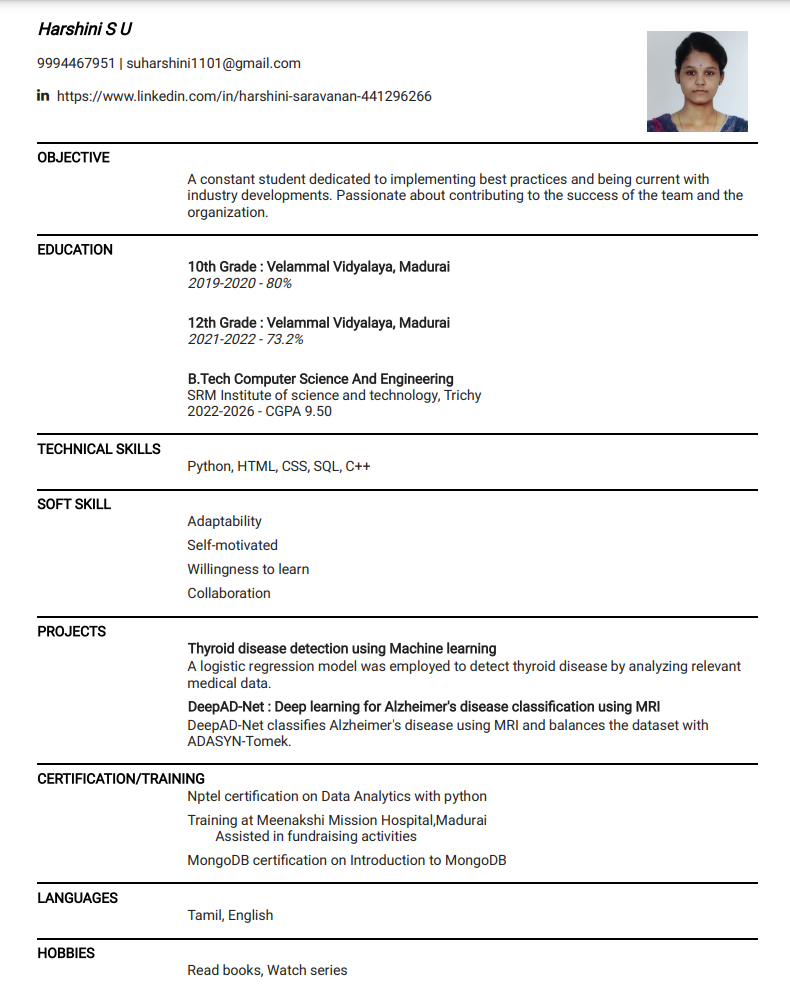 Harshini S U
9994467951 | suharshini1101@gmail.com
in https://www.linkedin.com/in/harshini-saravanan-441296266
OBJECTIVE
A constant student dedicated to implementing best practices and being current with
industry developments. Passionate about contributing to the success of the team and the
organization.
EDUCATION
10th Grade : Velammal Vidyalaya, Madurai
2019-2020 - 80%
12th Grade : Velammal Vidyalaya, Madurai
2021-2022 - 73.2%
B.Tech Computer Science And Engineering
SRM Institute of science and technology, Trichy
2022-2026 - CGPA 9.50
TECHNICAL SKILLS
Python, HTML, CSS, SQL, C++
SOFT SKILL
Adaptability
Self-motivated
Willingness to learn
Collaboration
PROJECTS
Thyroid disease detection using Machine learning
A logistic regression model was employed to detect thyroid disease by analyzing relevant
medical data.
DeepAD-Net : Deep learning for Alzheimer's disease classification using MRI
DeepAD-Net classifies Alzheimer's disease using MRI and balances the dataset with
ADASYN-Tomek.
CERTIFICATION/TRAINING
Nptel certification on Data Analytics with python
Training at Meenakshi Mission Hospital,Madurai
Assisted in fundraising activities
MongoDB certification on Introduction to MongoDB
LANGUAGES
Tamil, English
HOBBIES
Read books, Watch series